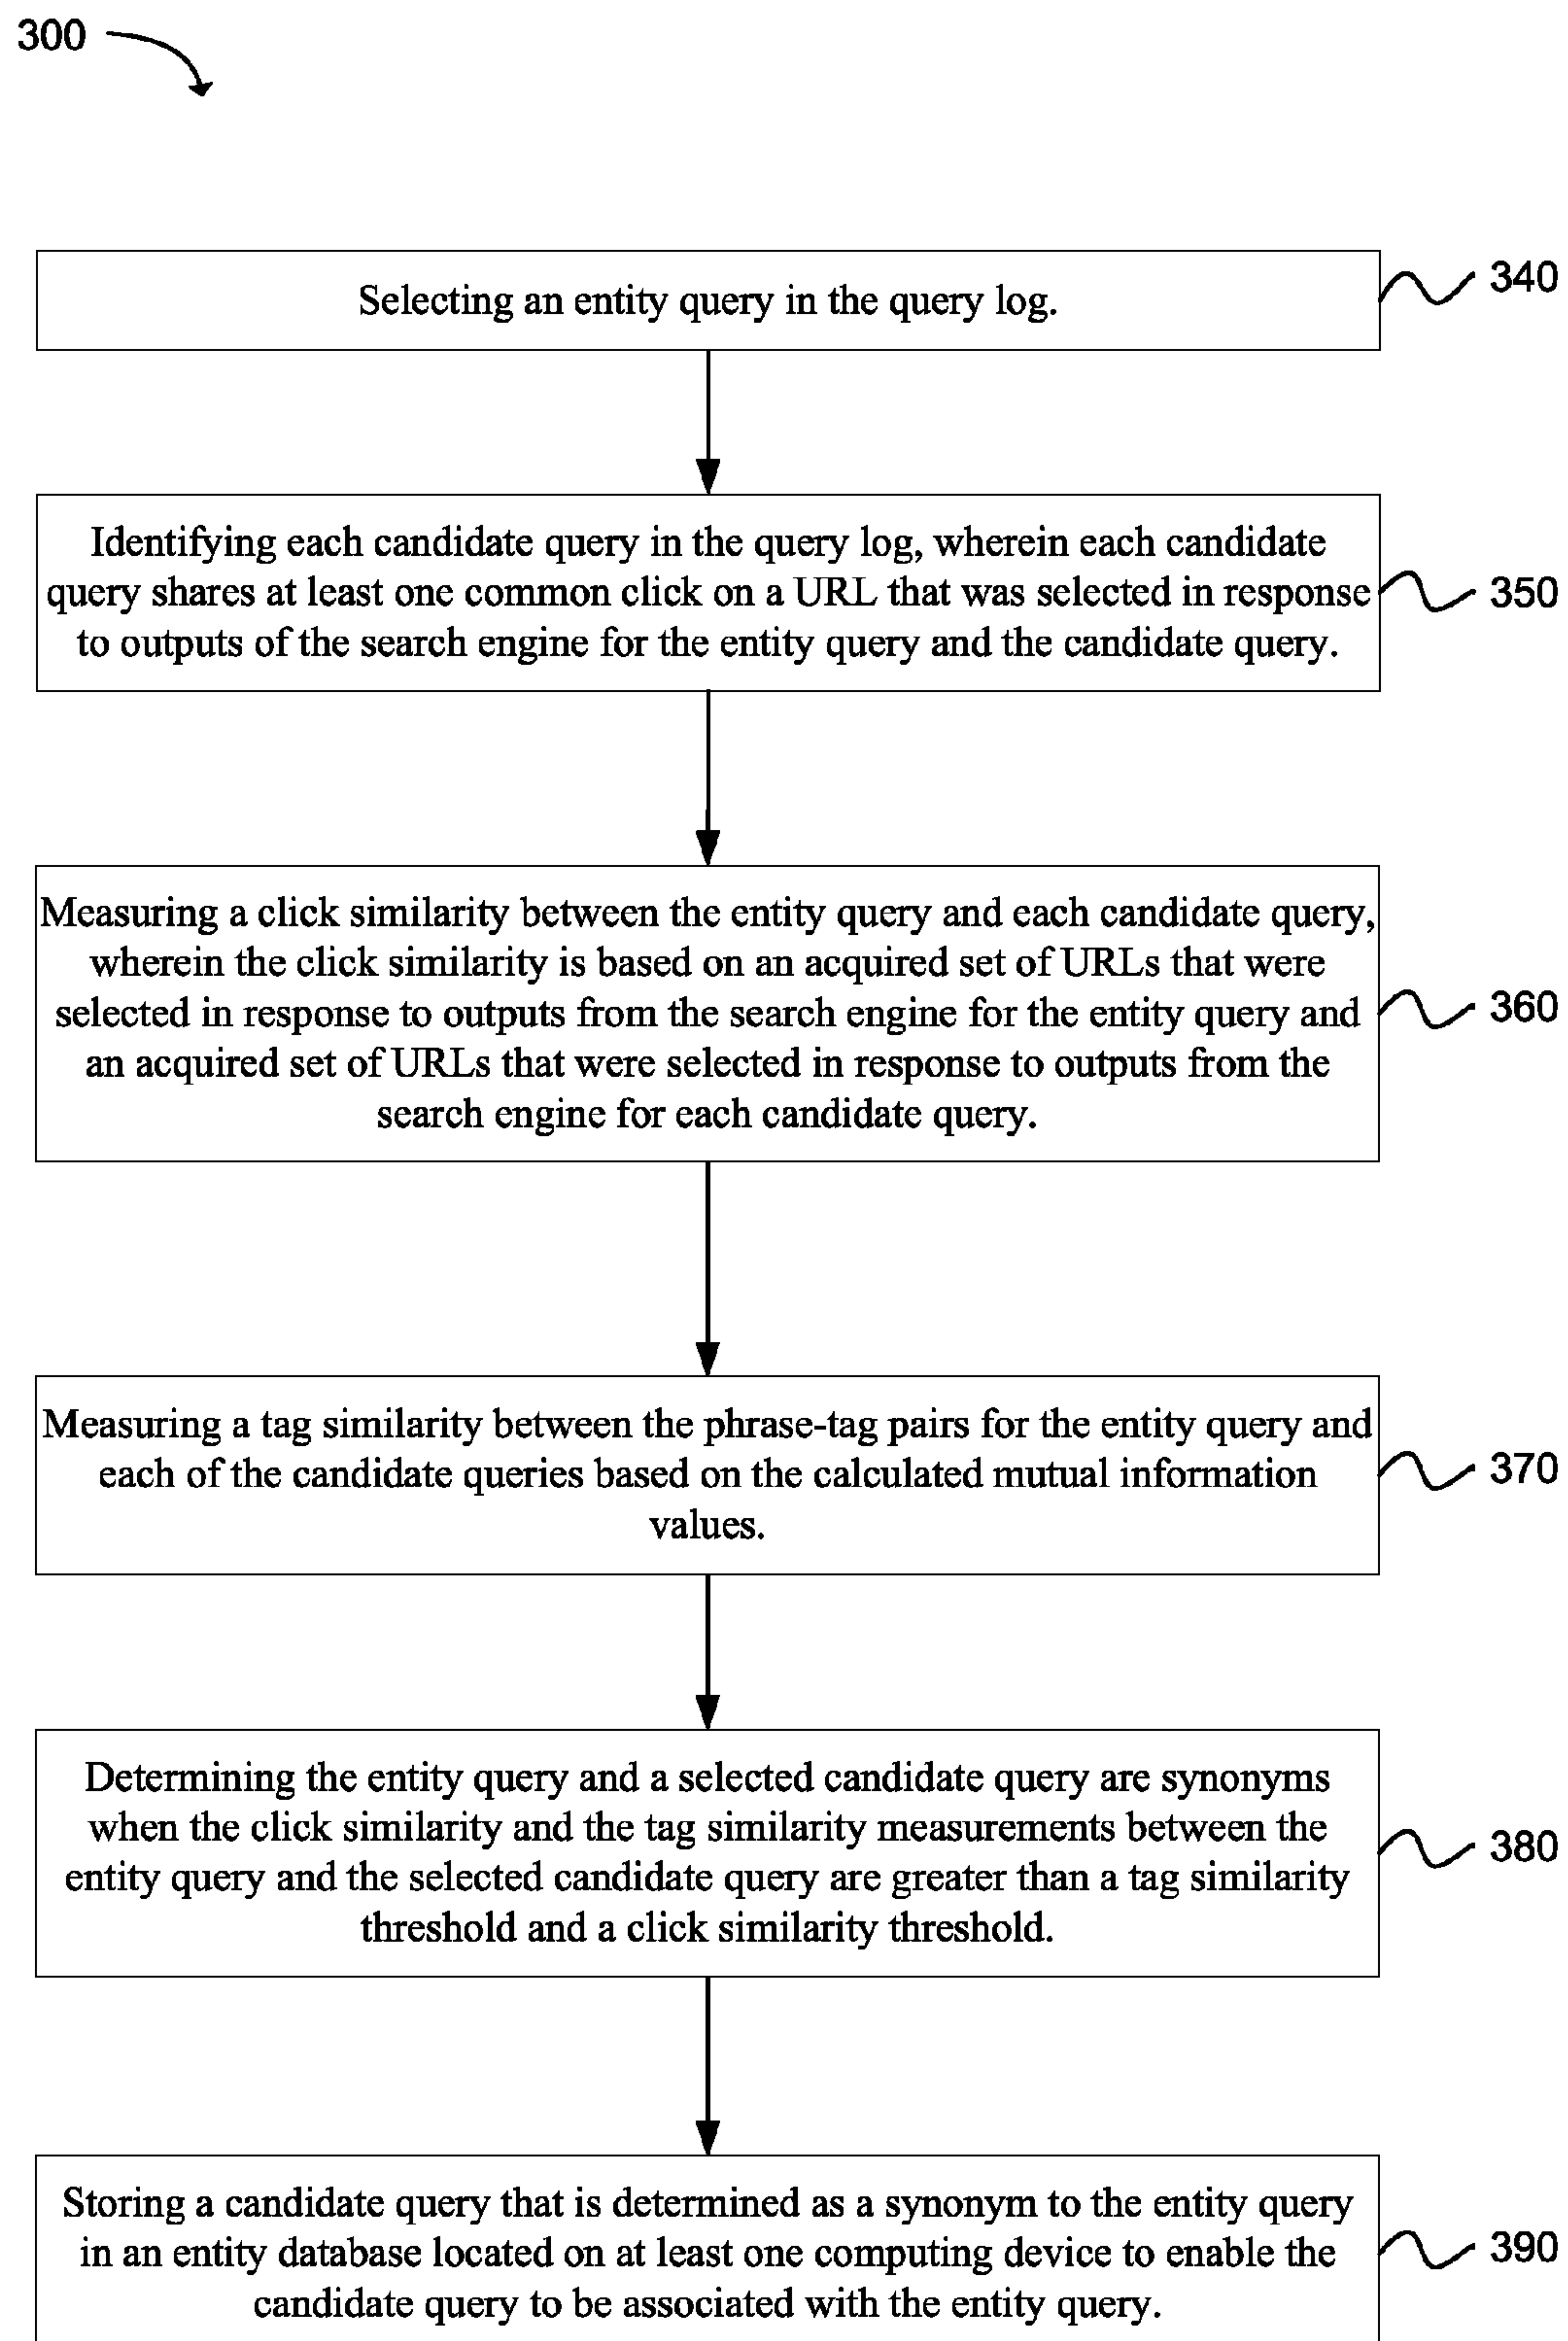 300
Selecting an entity query in the query log.
340
Identifying each candidate query in the query log, wherein each candidate
query shares at least one common click on a URL that was selected in response
to outputs of the search engine for the entity query and the candidate query.
350
Measuring a click similarity between the entity query and each candidate query,
wherein the click similarity is based on an acquired set of URLs that were
selected in response to outputs from the search engine for the entity query and
an acquired set of URLs that were selected in response to outputs from the
search engine for each candidate query.
360
Measuring a tag similarity between the phrase-tag pairs for the entity query and
each of the candidate queries based on the calculated mutual information
values.
370
Determining the entity query and a selected candidate query are synonyms
when the click similarity and the tag similarity measurements between the
entity query and the selected candidate query are greater than a tag similarity
threshold and a click similarity threshold.
380
Storing a candidate query that is determined as a synonym to the entity query
in an entity database located on at least one computing device to enable the
candidate query to be associated with the entity query.
390